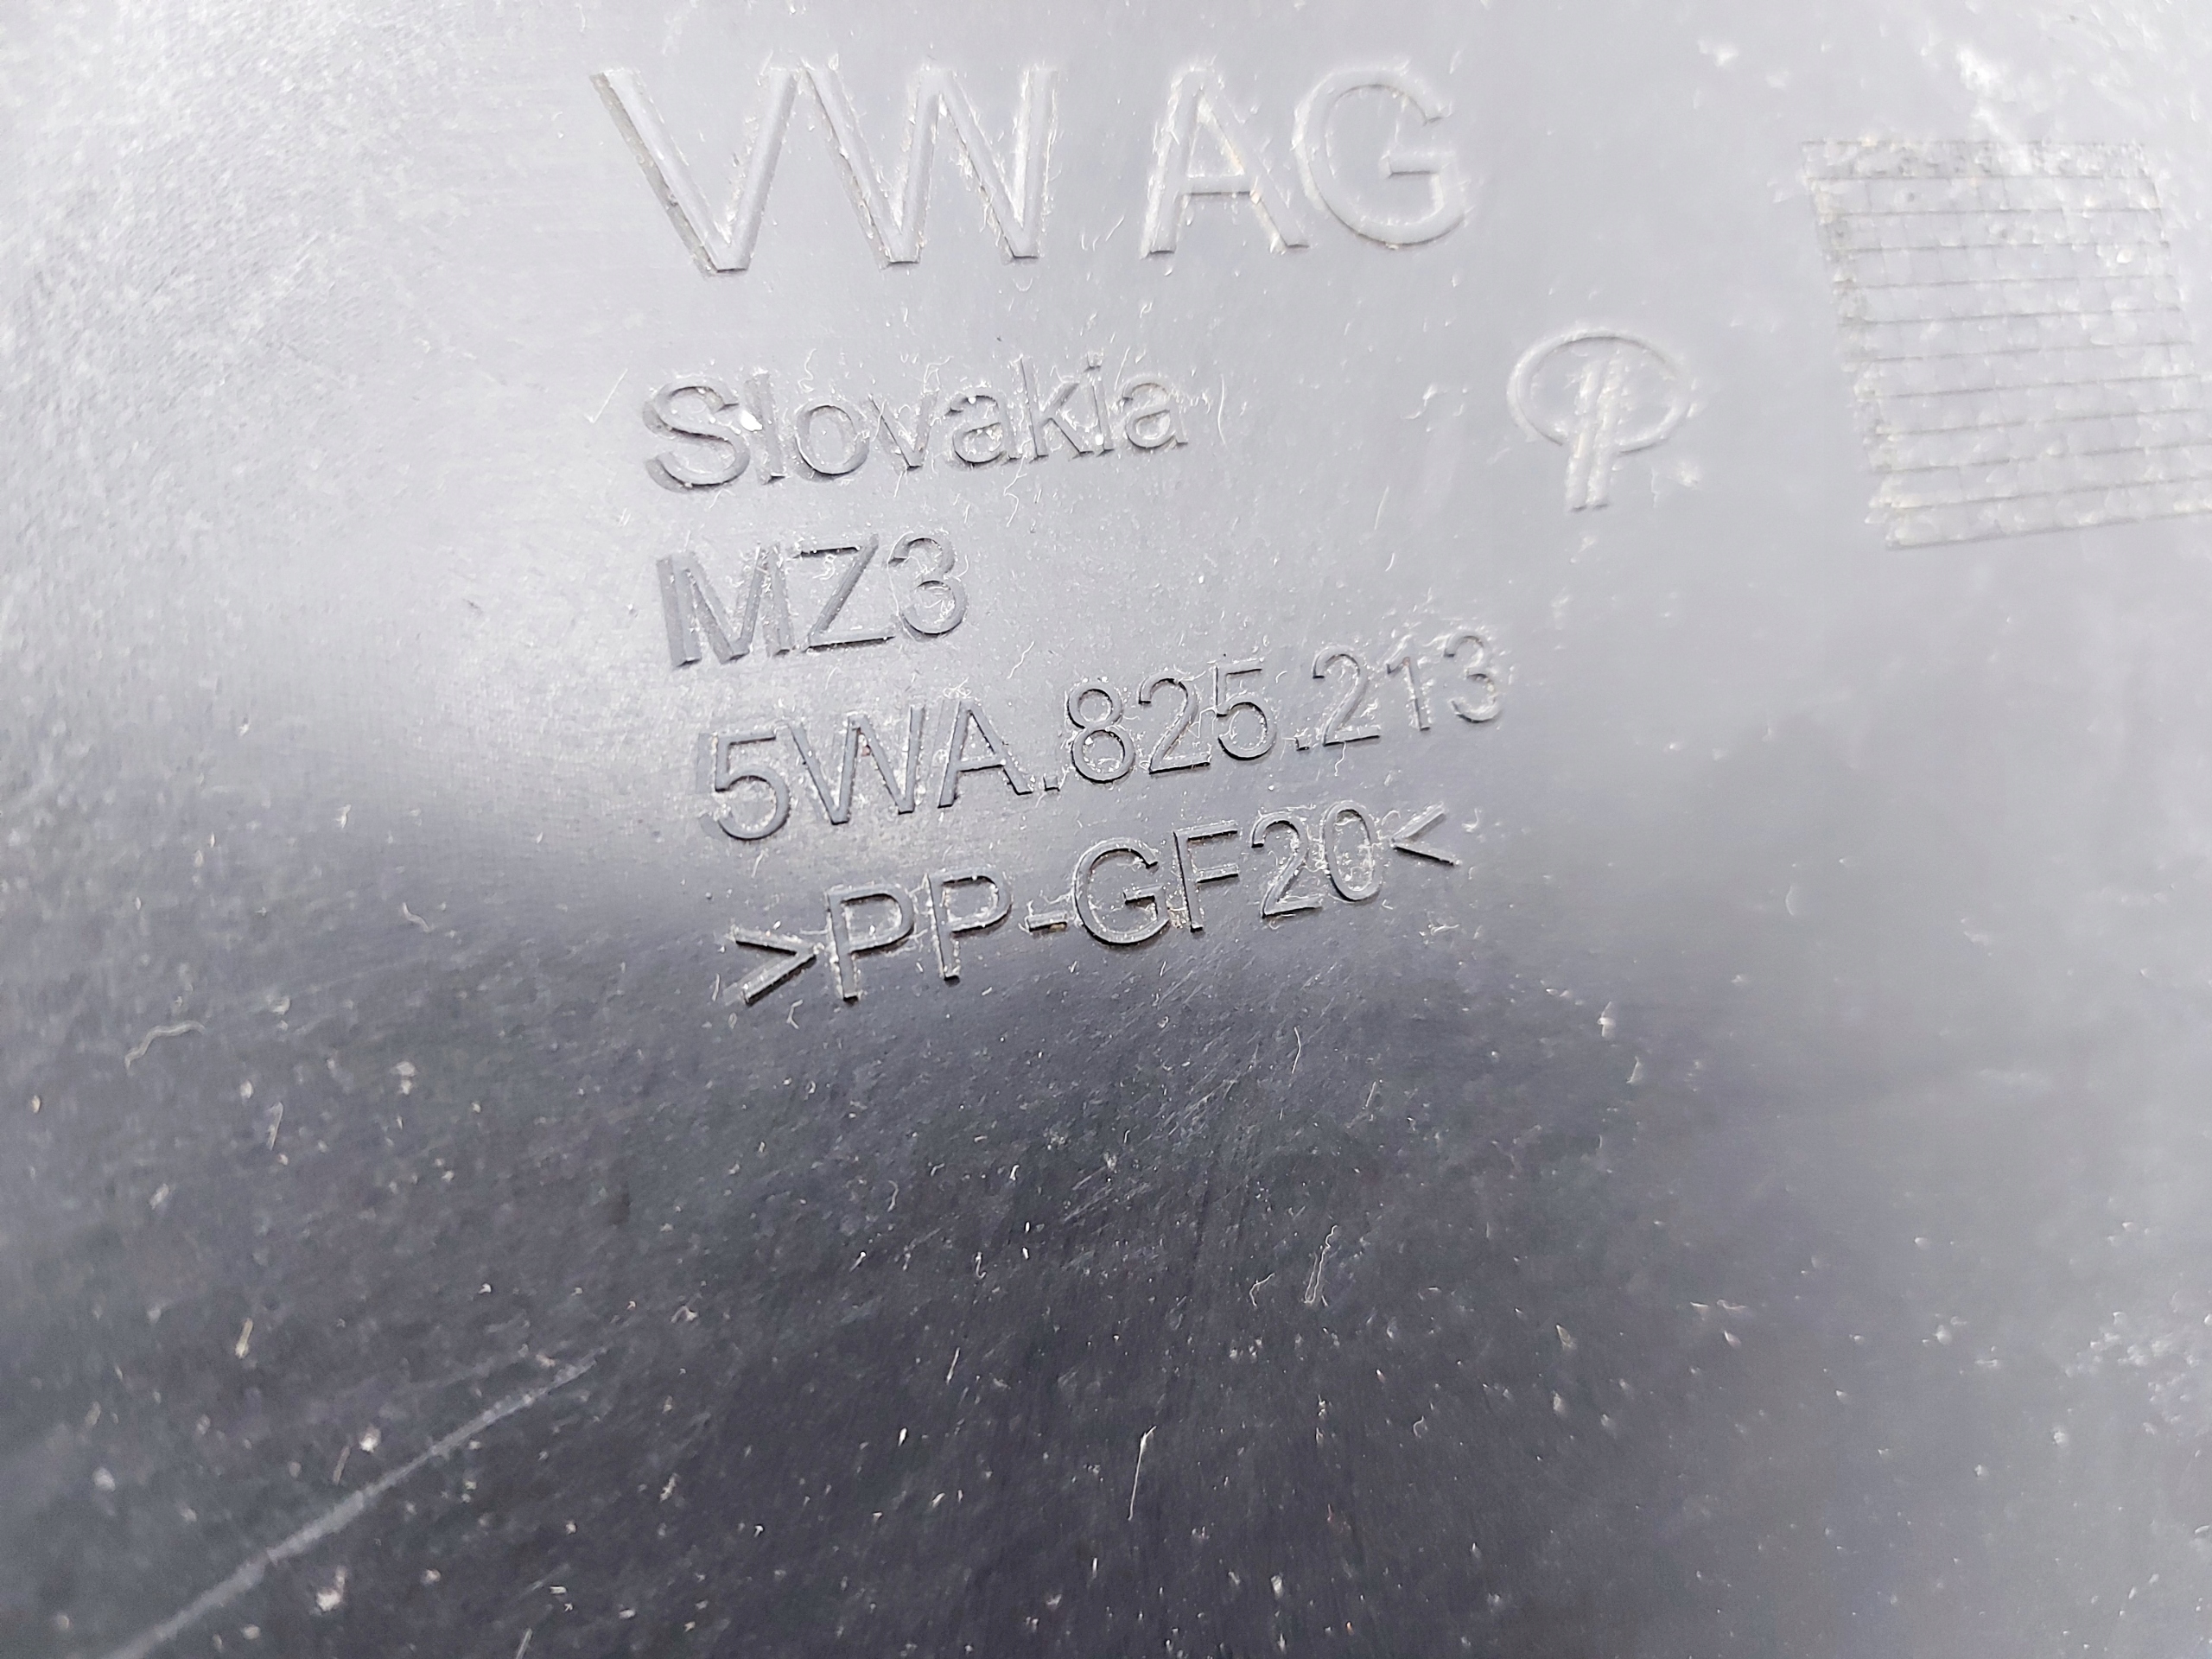 VW AG
Slovakia
MZ3
5WA.825.213
>PP-GF20<